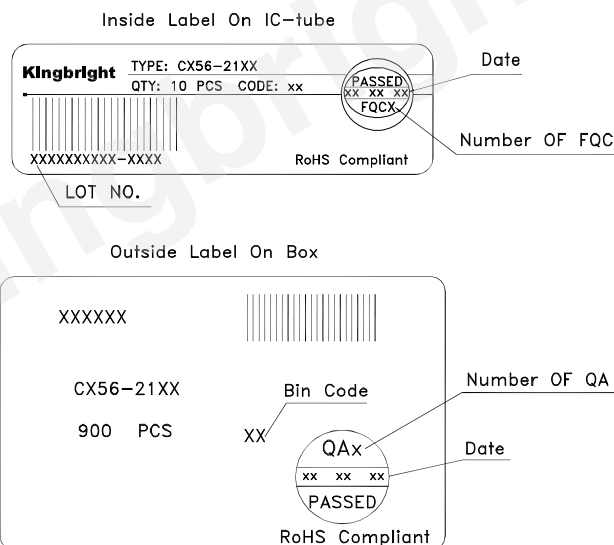 Inside Label On IC-tube
Kingbright
TYPE: CX56-21XX
QTY: 10 PCS CODE: xx
PASSED
xx xx xx
FQCX
Date
Number OF FQC
XXXXXXXXXX-XXXX
RoHS Compliant
LOT NO.
Outside Label On Box
XXXXXX
CX56-21XX
900 PCS
Bin Code
XX
Number OF QA
QAx
Date
xx xx xx
PASSED
RoHS Compliant